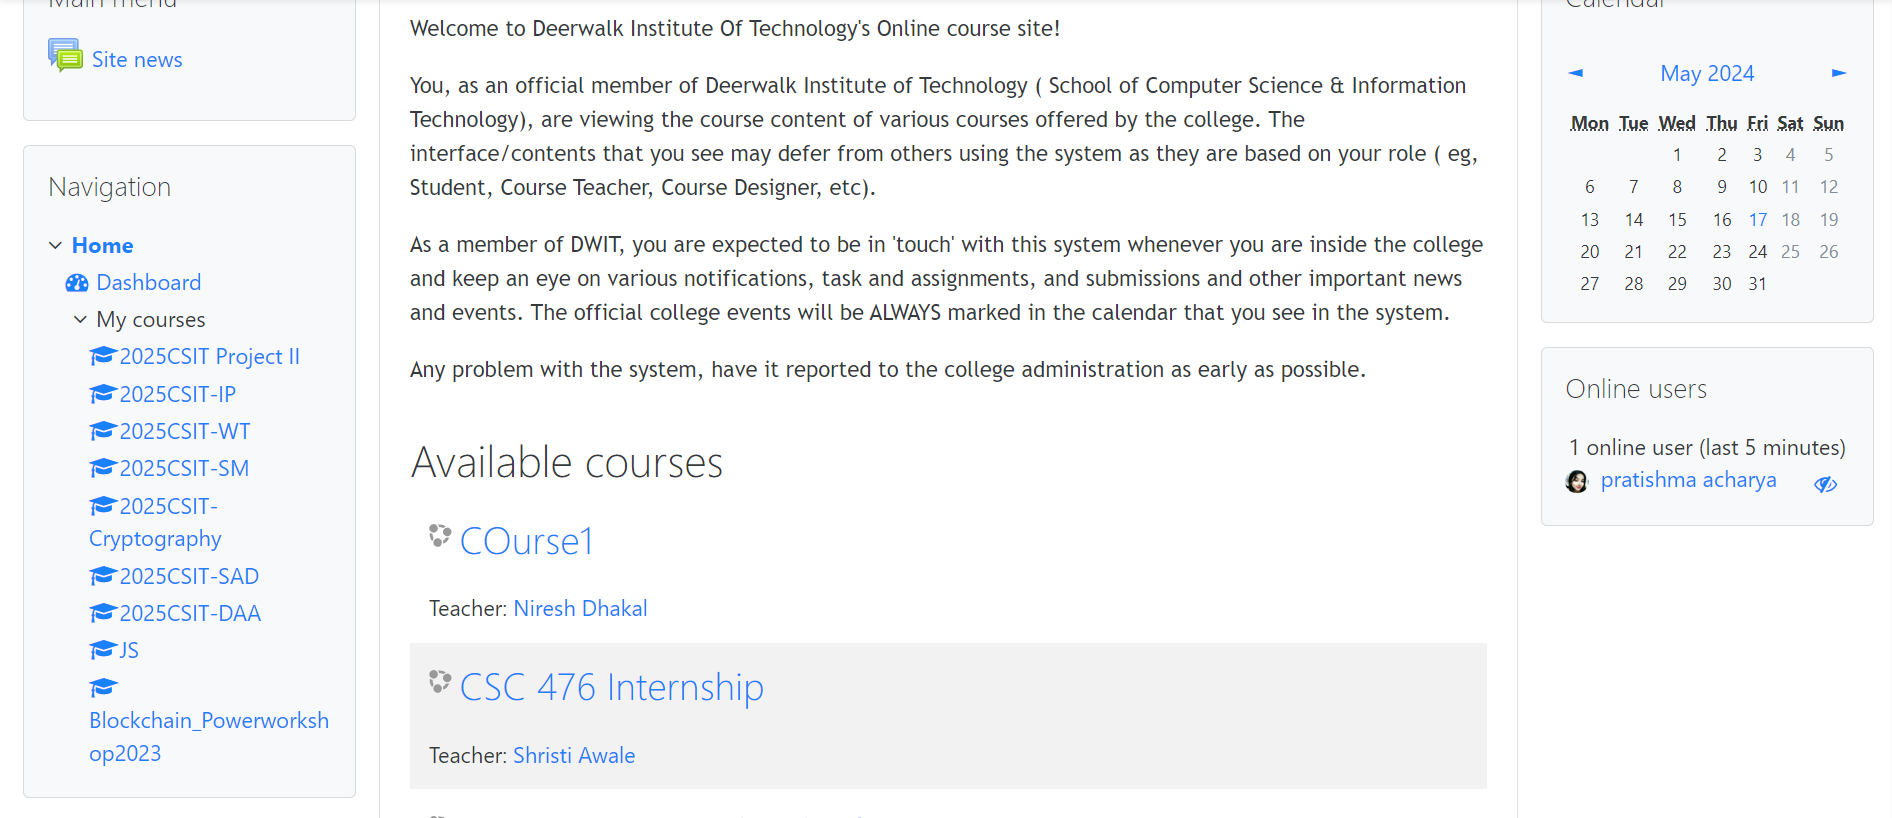 Main menu
Site news
Navigation
Home
Dashboard
My courses
2025CSIT Project II
2025CSIT-IP
2025CSIT-WT
2025CSIT-SM
2025CSIT-
Cryptography
2025CSIT-SAD
2025CSIT-DAA
JS
Blockchain_Powerworksh
op2023
Welcome to Deerwalk Institute Of Technology's Online course site!
You, as an official member of Deerwalk Institute of Technology ( School of Computer Science & Information
Technology), are viewing the course content of various courses offered by the college. The
interface/contents that you see may defer from others using the system as they are based on your role ( eg,
Student, Course Teacher, Course Designer, etc).
As a member of DWIT, you are expected to be in 'touch' with this system whenever you are inside the college
and keep an eye on various notifications, task and assignments, and submissions and other important news
and events. The official college events will be ALWAYS marked in the calendar that you see in the system.
Any problem with the system, have it reported to the college administration as early as possible.
Available courses
COurse1
Teacher: Niresh Dhakal
CSC 476 Internship
Teacher: Shristi Awale
Calendar
◄ May 2024 ►
Mon Tue Wed Thu Fri Sat Sun
1 2 3 4 5
6 7 8 9 10 11 12
13 14 15 16 17 18 19
20 21 22 23 24 25 26
27 28 29 30 31
Online users
1 online user (last 5 minutes)
pratishma acharya